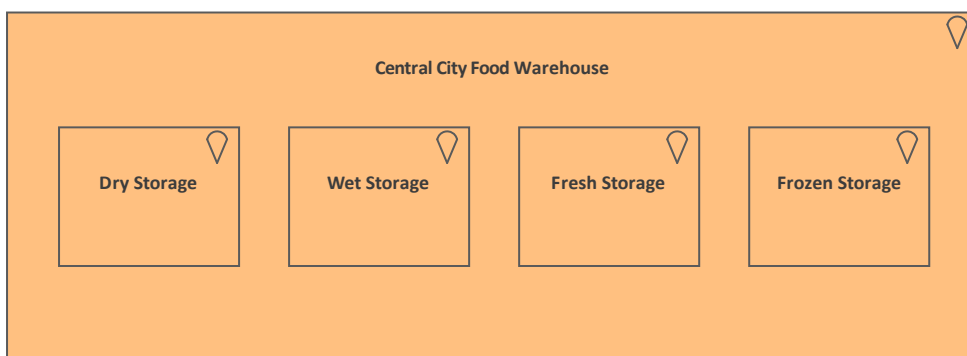 Central City Food Warehouse
Dry Storage
Wet Storage
Fresh Storage
Frozen Storage